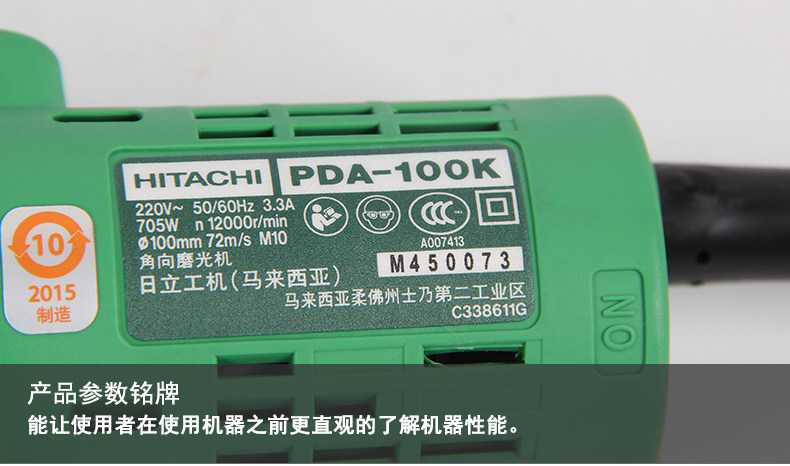 HITACHI PDA-100K
220V~ 50/60Hz 3.3A
705W n 12000r/min
ø100mm 72m/s M10
CCC
A007413
角向磨光机
M450073
日立工机(马来西亚)
马来西亚柔佛州士乃第二工业区
C338611G
10
2015
制造
NO
产品参数铭牌
能让使用者在使用机器之前更直观的了解机器性能。